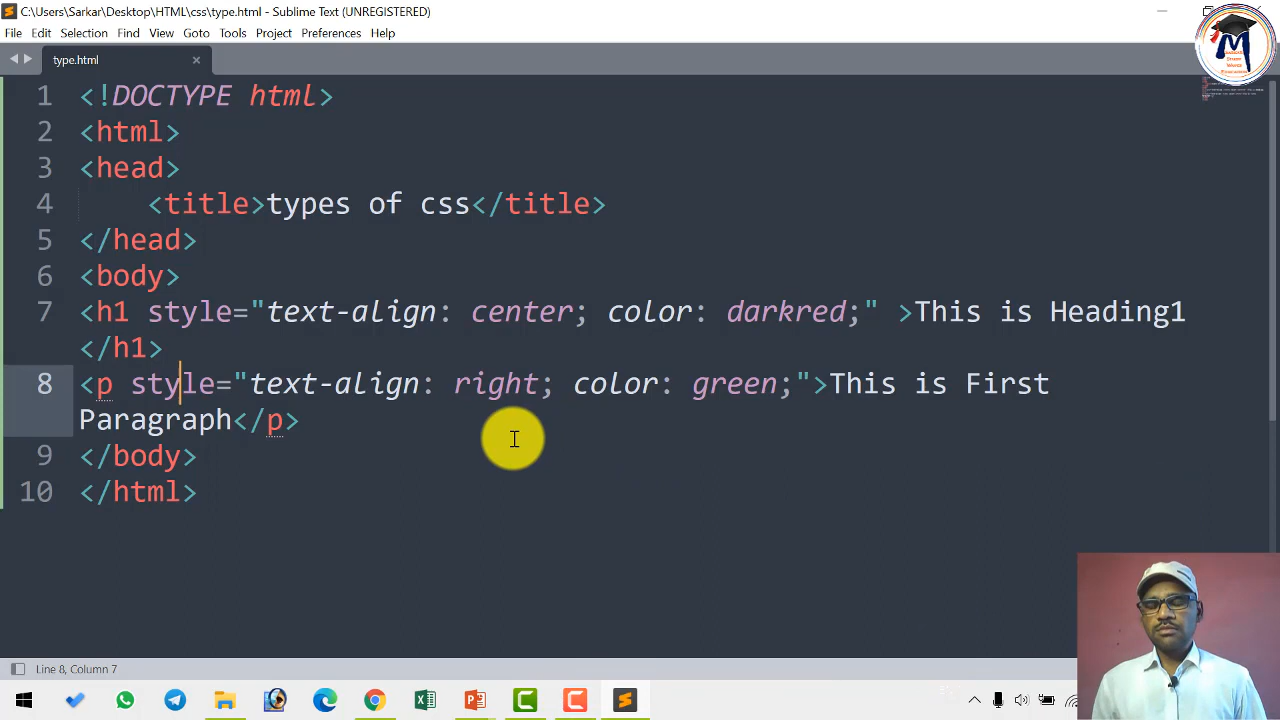 C:\Users\Sarkar\Desktop\HTML\css\type.html - Sublime Text (UNREGISTERED)
File Edit Selection Find View Goto Tools Project Preferences Help
type.html
1 <!DOCTYPE html>
2 <html>
3 <head>
4 <title>types of css</title>
5 </head>
6 <body>
7 <h1 style="text-align: center; color: darkred;" >This is Heading1
</h1>
8 <p style="text-align: right; color: green;">This is First
Paragraph</p>
9 </body>
10 </html>
Line 8, Column 7